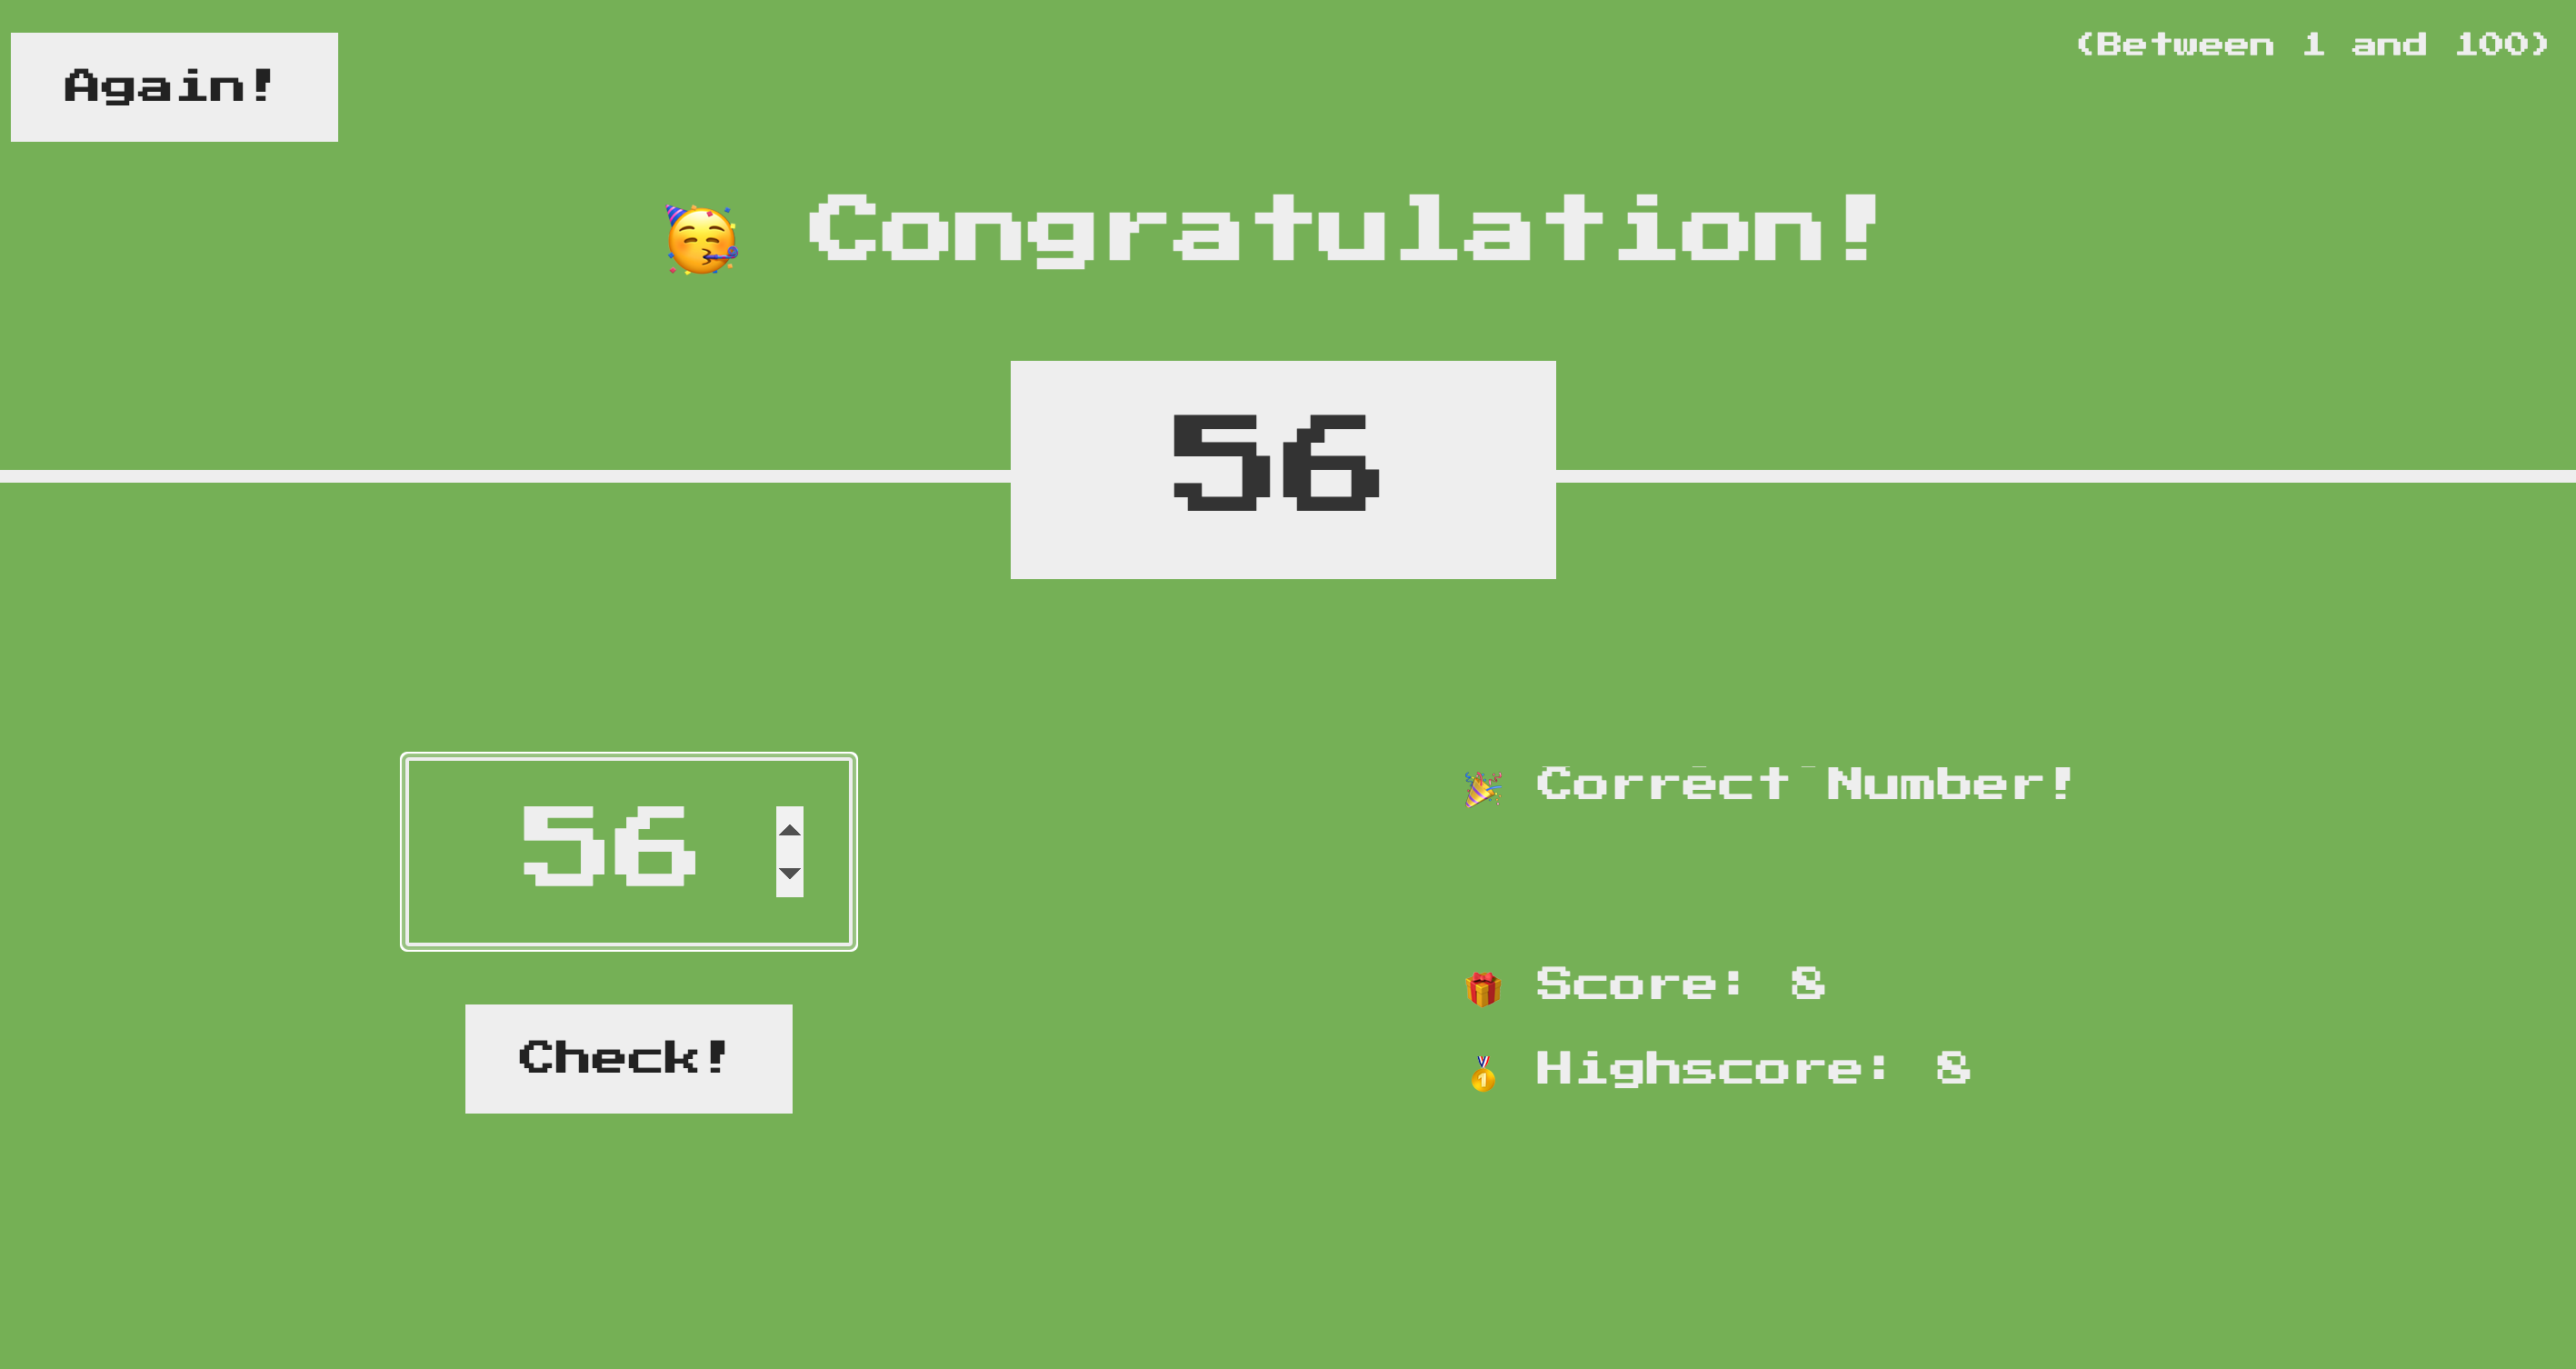 Again!
(Between 1 and 100)
🥳 Congratulation!
56
56
🎉 Correct Number!
🎁 Score: 8
🥇 Highscore: 8
Check!